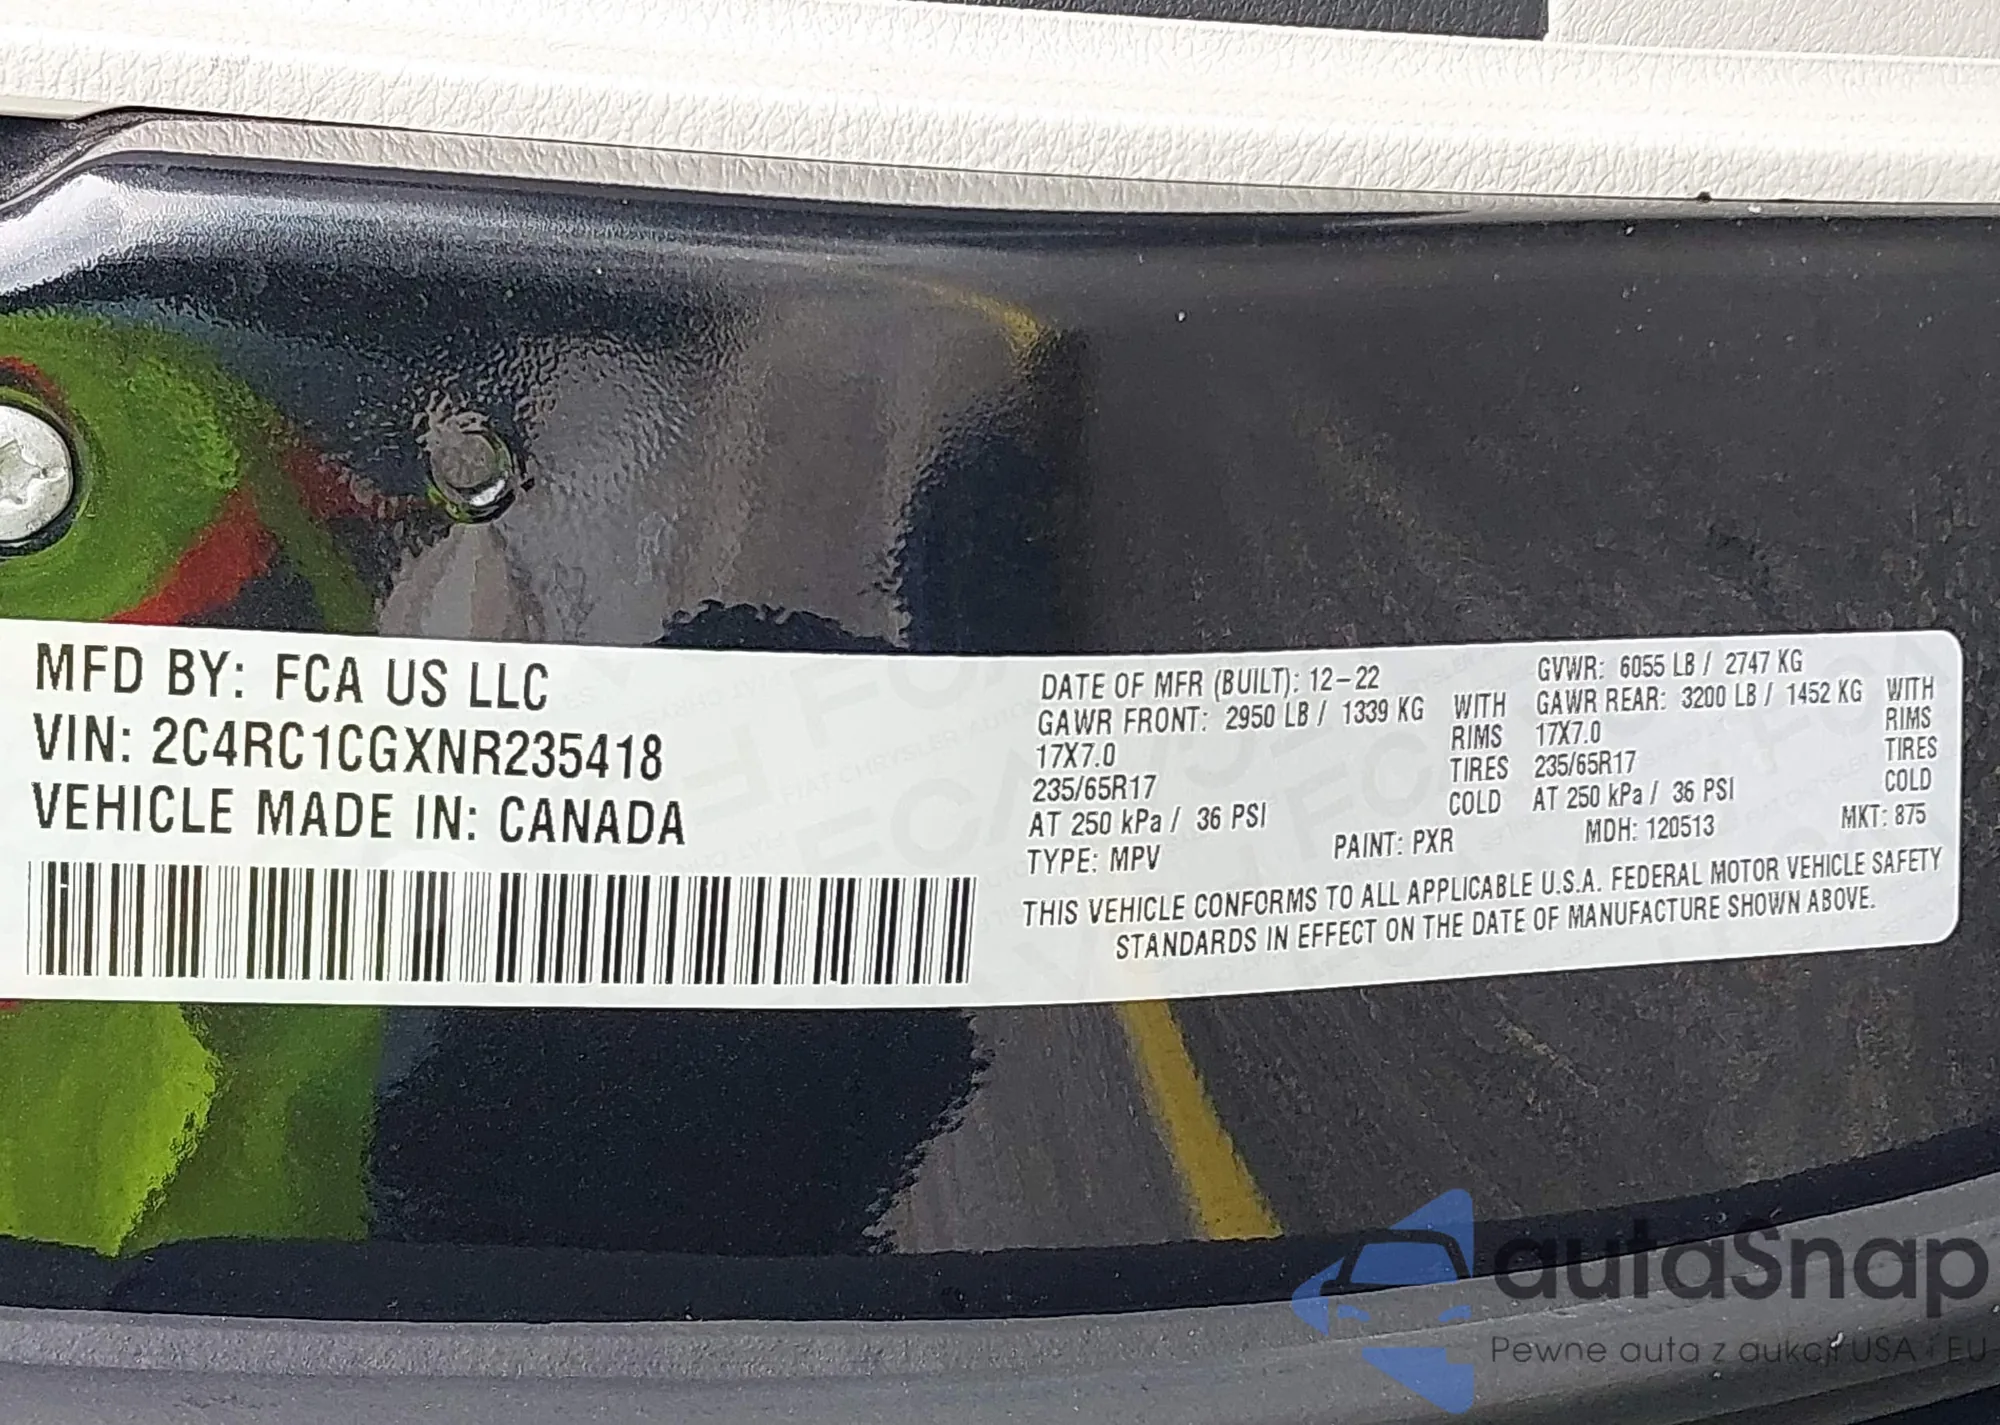 MFD BY: FCA US LLC
VIN: 2C4RC1CGXNR235418
VEHICLE MADE IN: CANADA
DATE OF MFR (BUILT): 12-22
GAWR FRONT: 2950 LB / 1339 KG WITH
17X7.0 RIMS
235/65R17 TIRES
AT 250 kPa / 36 PSI COLD
TYPE: MPV PAINT: PXR
GVWR: 6055 LB / 2747 KG
GAWR REAR: 3200 LB / 1452 KG WITH
17X7.0 RIMS
235/65R17 TIRES
AT 250 kPa / 36 PSI COLD
MDH: 120513 MKT: 875
THIS VEHICLE CONFORMS TO ALL APPLICABLE U.S.A. FEDERAL MOTOR VEHICLE SAFETY
STANDARDS IN EFFECT ON THE DATE OF MANUFACTURE SHOWN ABOVE.
autaSnap
Pewne auta z aukcji USA i EU